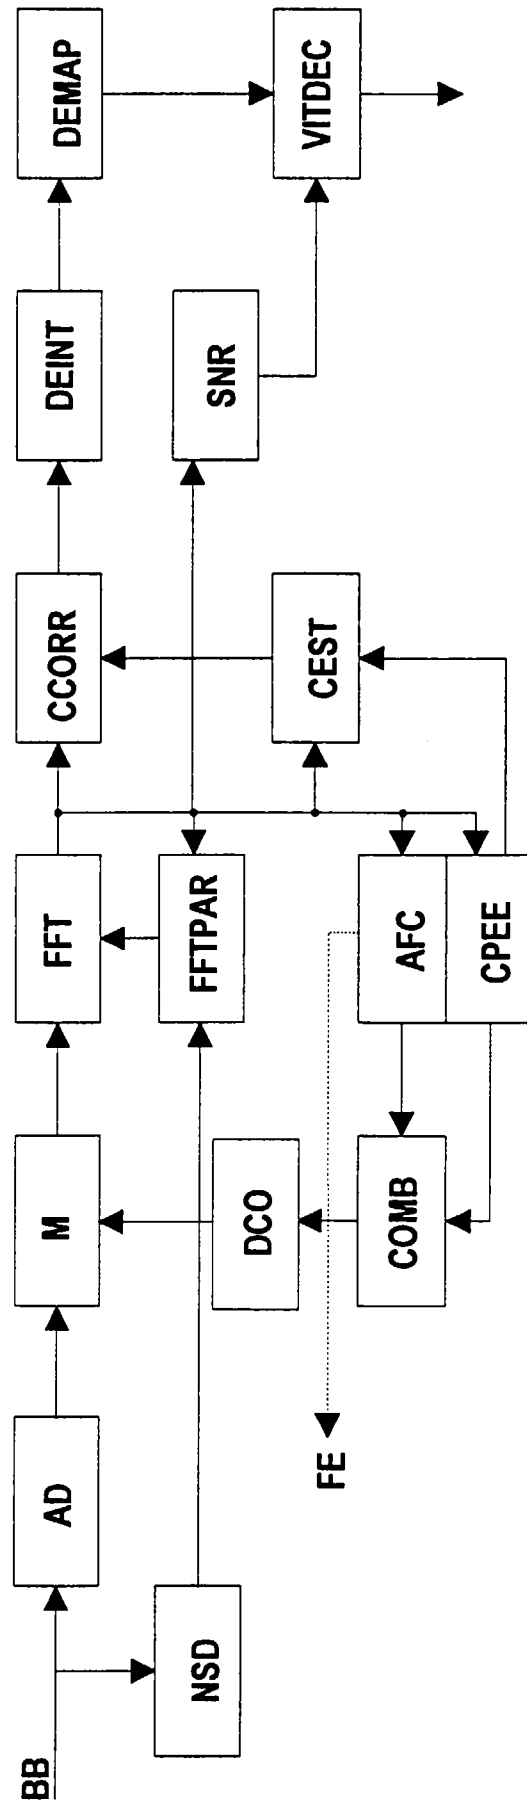 BB
AD
M
FFT
CCORR
DEINT
DEMAP
NSD
FFTPAR
SNR
DCO
CEST
VITDEC
FE
COMB
AFC
CPEE